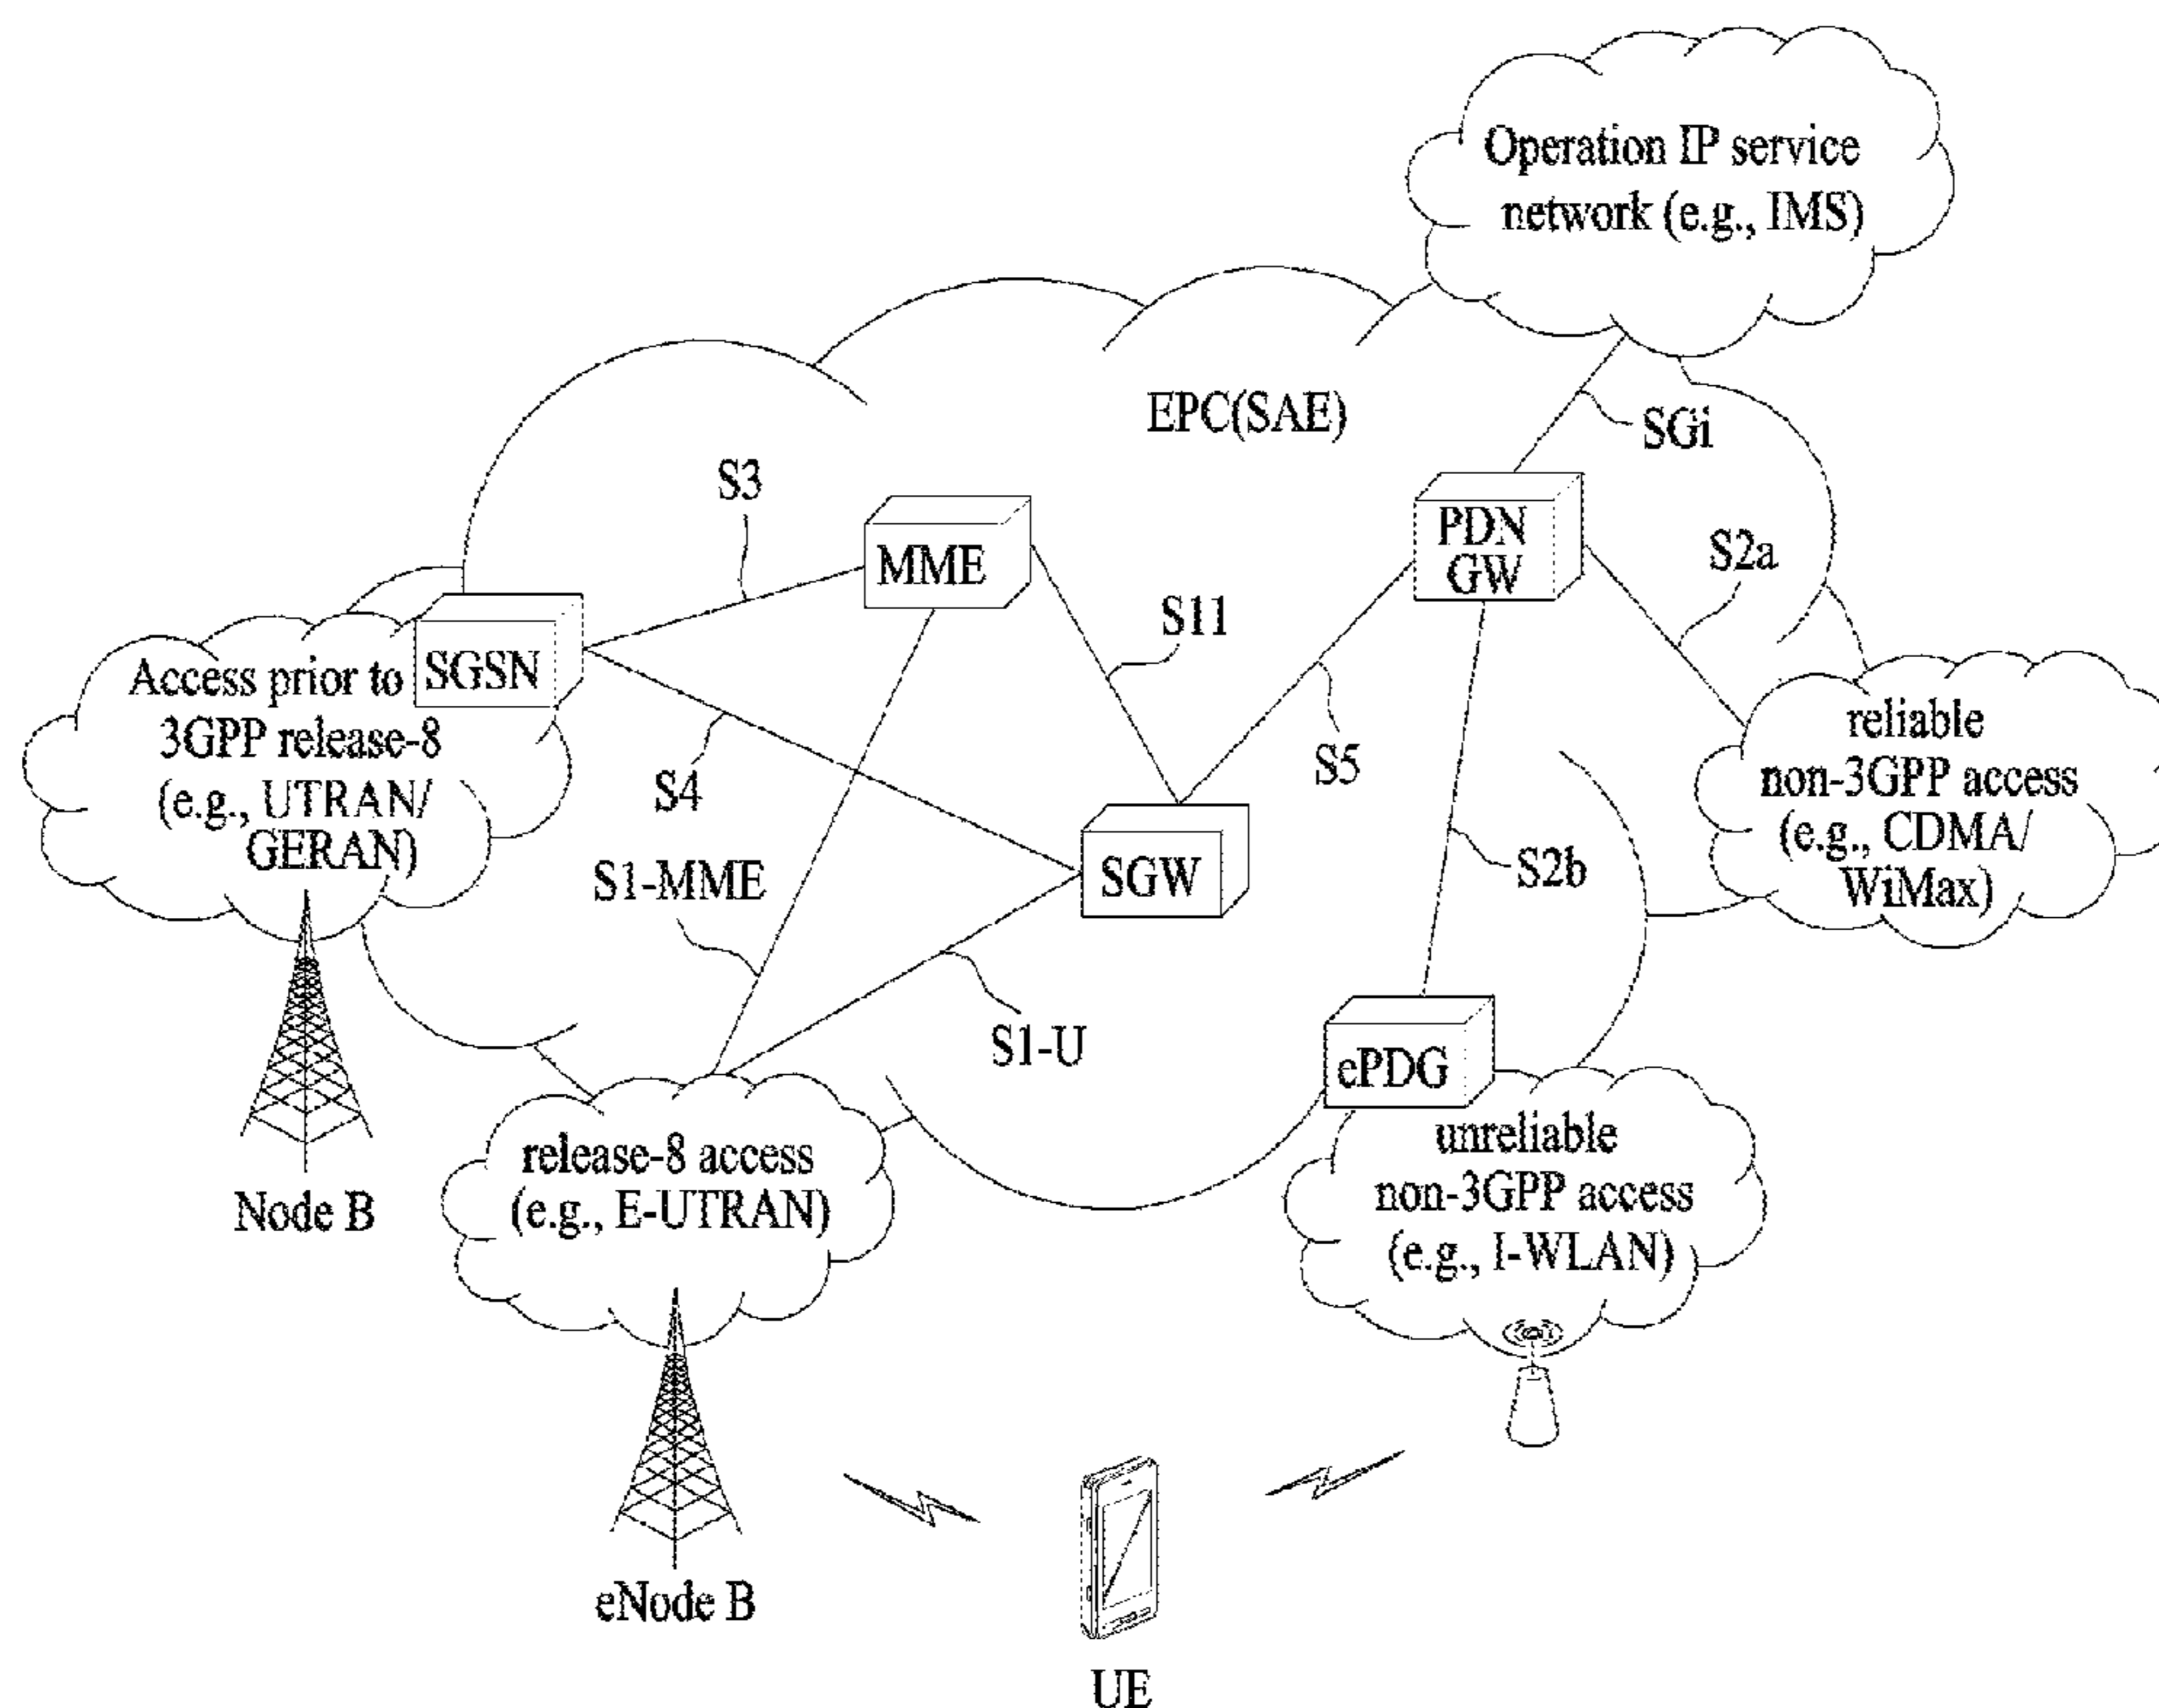 Operation IP service
network (e.g., IMS)
EPC(SAE)
SGi
S3
MME
PDN
GW
S2a
S11
SGSN
Access prior to
3GPP release-8
(e.g., UTRAN/
GERAN)
S4
S5
reliable
non-3GPP access
(e.g., CDMA/
WiMax)
S1-MME
SGW
S2b
S1-U
ePDG
Node B
release-8 access
(e.g., E-UTRAN)
unreliable
non-3GPP access
(e.g., I-WLAN)
eNode B
UE